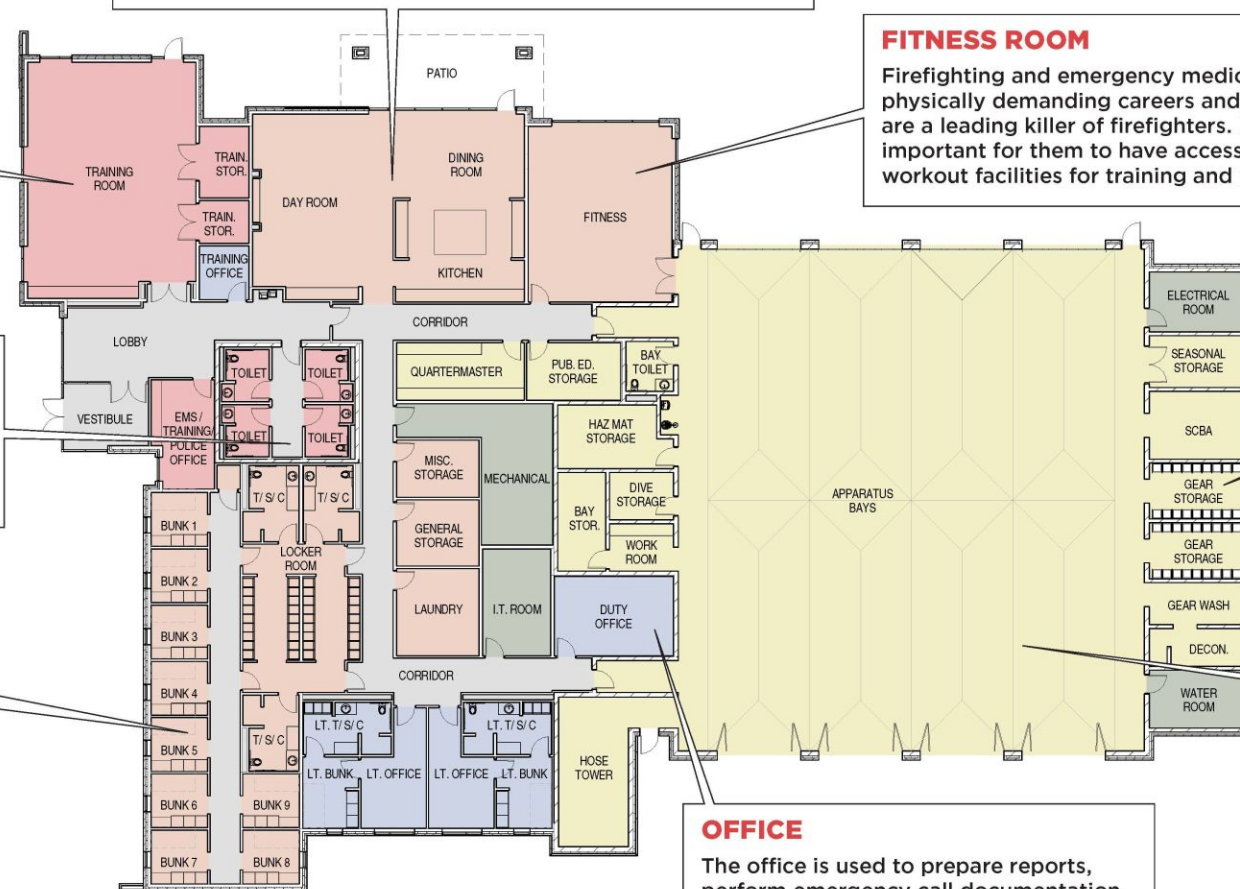 FITNESS ROOM
Firefighting and emergency medic
physically demanding careers and
are a leading killer of firefighters.
important for them to have access
workout facilities for training and
PATIO
TRAINING
ROOM
TRAIN.
STOR.
TRAIN.
STOR.
TRAINING
OFFICE
DAY ROOM
DINING
ROOM
KITCHEN
FITNESS
LOBBY
CORRIDOR
VESTIBULE
EMS /
TRAINING/
POLICE
OFFICE
TOILET
TOILET
TOILET
TOILET
QUARTERMASTER
PUB. ED.
STORAGE
BAY
TOILET
HAZ MAT
STORAGE
MISC.
STORAGE
MECHANICAL
DIVE
STORAGE
BAY
STOR.
WORK
ROOM
GENERAL
STORAGE
LAUNDRY
I.T. ROOM
DUTY
OFFICE
APPARATUS
BAYS
ELECTRICAL
ROOM
SEASONAL
STORAGE
SCBA
GEAR
STORAGE
GEAR
STORAGE
GEAR WASH
DECON.
WATER
ROOM
T/ S/ C
T/ S/ C
LOCKER
ROOM
BUNK 1
BUNK 2
BUNK 3
BUNK 4
BUNK 5
BUNK 6
BUNK 7
BUNK 9
BUNK 8
T/ S/ C
CORRIDOR
LT. T/ S/ C
LT. T/ S/ C
LT. BUNK
LT. OFFICE
LT. OFFICE
LT. BUNK
HOSE
TOWER
OFFICE
The office is used to prepare reports,
perform emergency call documentation